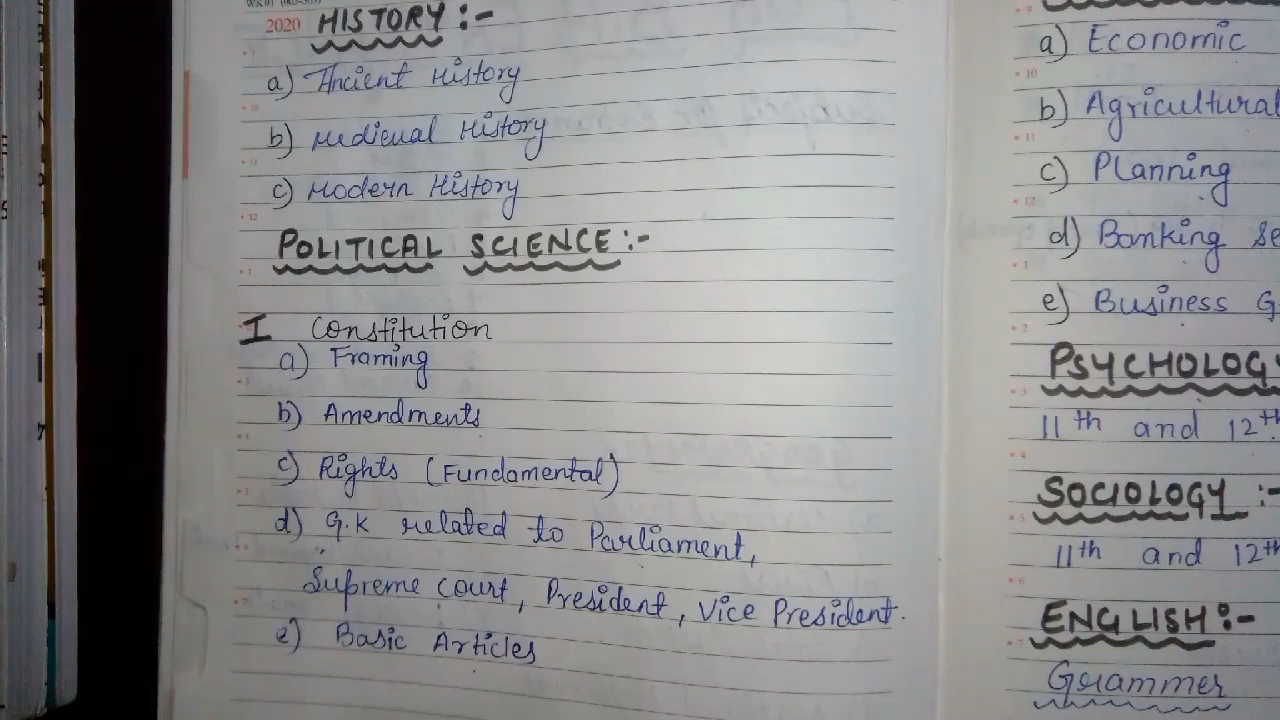 2020 HISTORY :-
a) Ancient History
b) Medieval History
c) Modern History
POLITICAL SCIENCE :-
I Constitution
a) Framing
b) Amendments
c) Rights (Fundamental)
d) G.K related to Parliament,
Supreme court, President, Vice President.
e) Basic Articles
a) Economic
b) Agricultural
c) Planning
d) Banking Se
e) Business G
PSYCHOLOGY
11th and 12th
SOCIOLOGY :-
11th and 12th
ENGLISH :-
Grammer